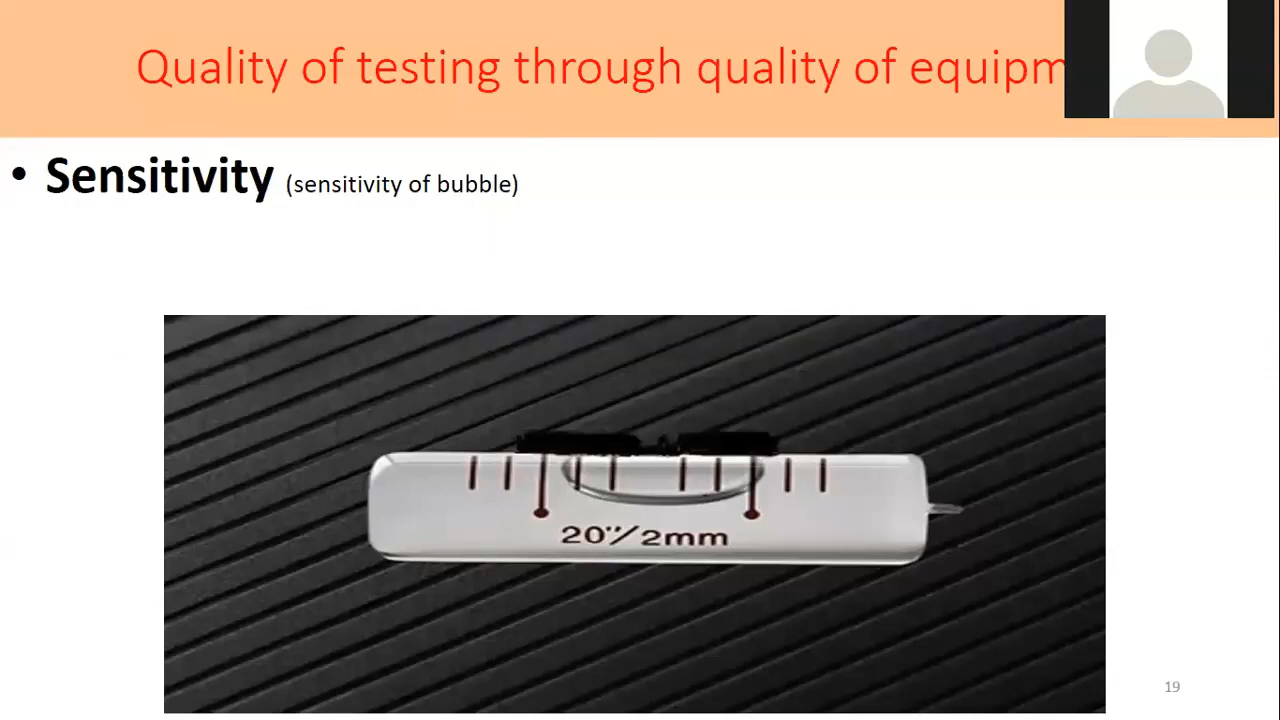 Quality of testing through quality of equipm
• Sensitivity (sensitivity of bubble)
20"/2mm
19